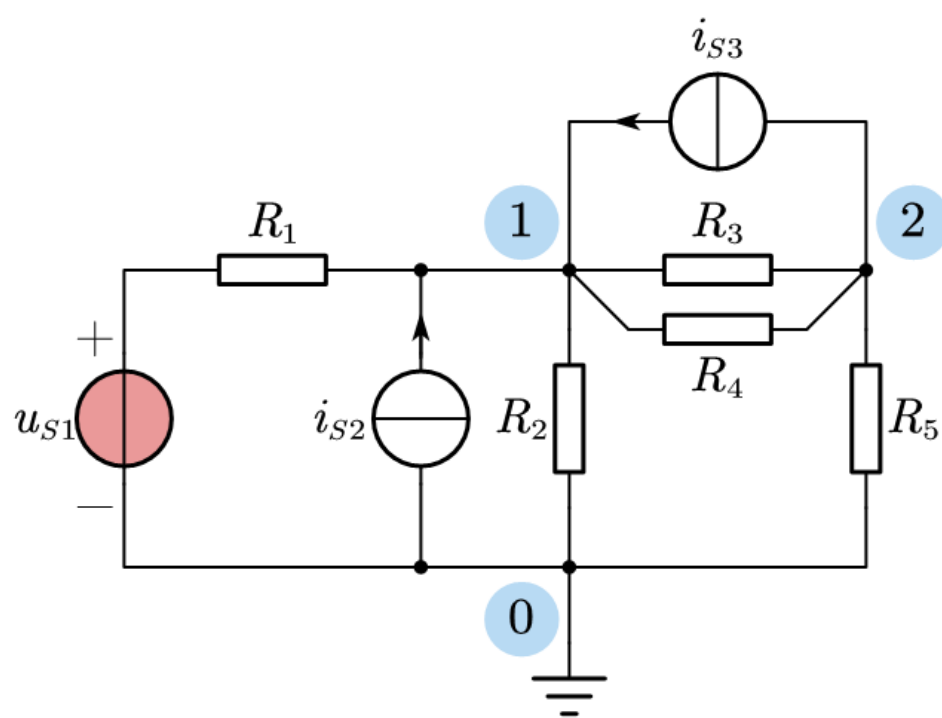 i_{S3}
1
2
R_1
R_3
+
R_4
u_{S1}
i_{S2}
R_2
R_5
−
0